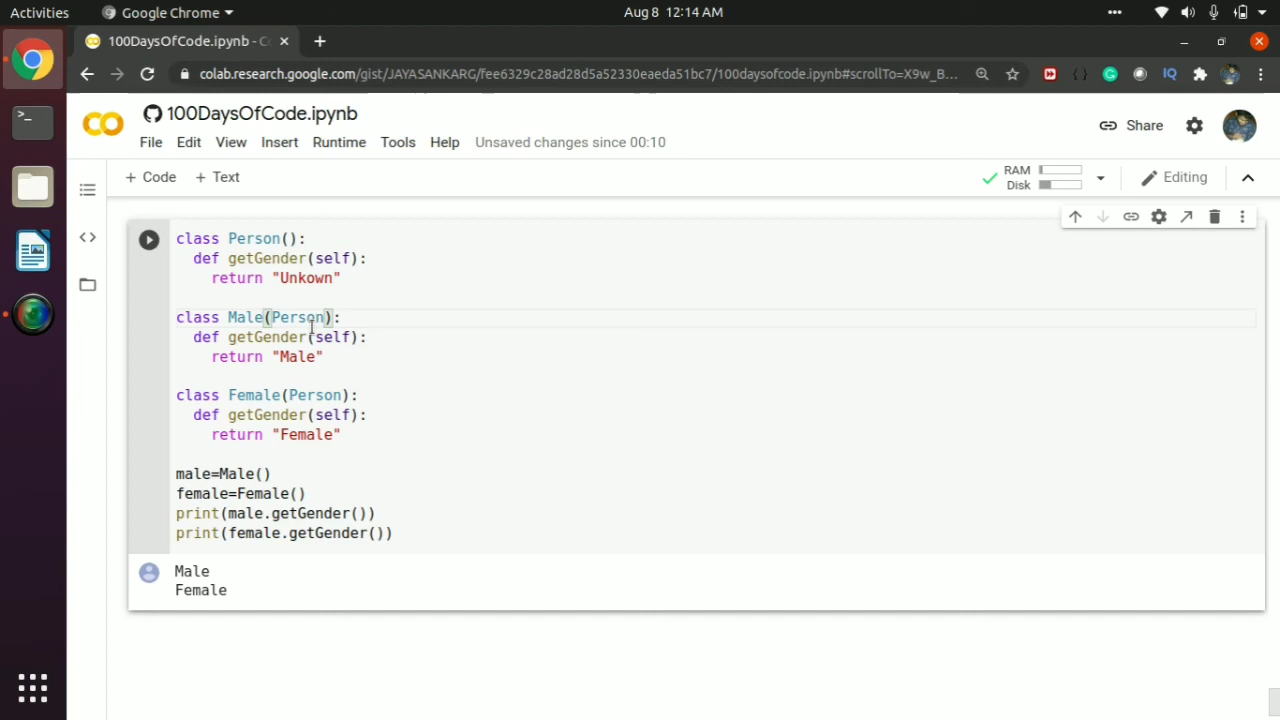 Activities
Google Chrome
Aug 8 12:14 AM
100DaysOfCode.ipynb - C
colab.research.google.com/gist/JAYASANKARG/fee6329c28ad28d5a52330eaeda51bc7/100daysofcode.ipynb#scrollTo=X9w_B...
IQ
100DaysOfCode.ipynb
File Edit View Insert Runtime Tools Help Unsaved changes since 00:10
Share
+ Code + Text
RAM
Disk
Editing
class Person():
def getGender(self):
return "Unkown"
class Male(Person):
def getGender(self):
return "Male"
class Female(Person):
def getGender(self):
return "Female"
male=Male()
female=Female()
print(male.getGender())
print(female.getGender())
Male
Female